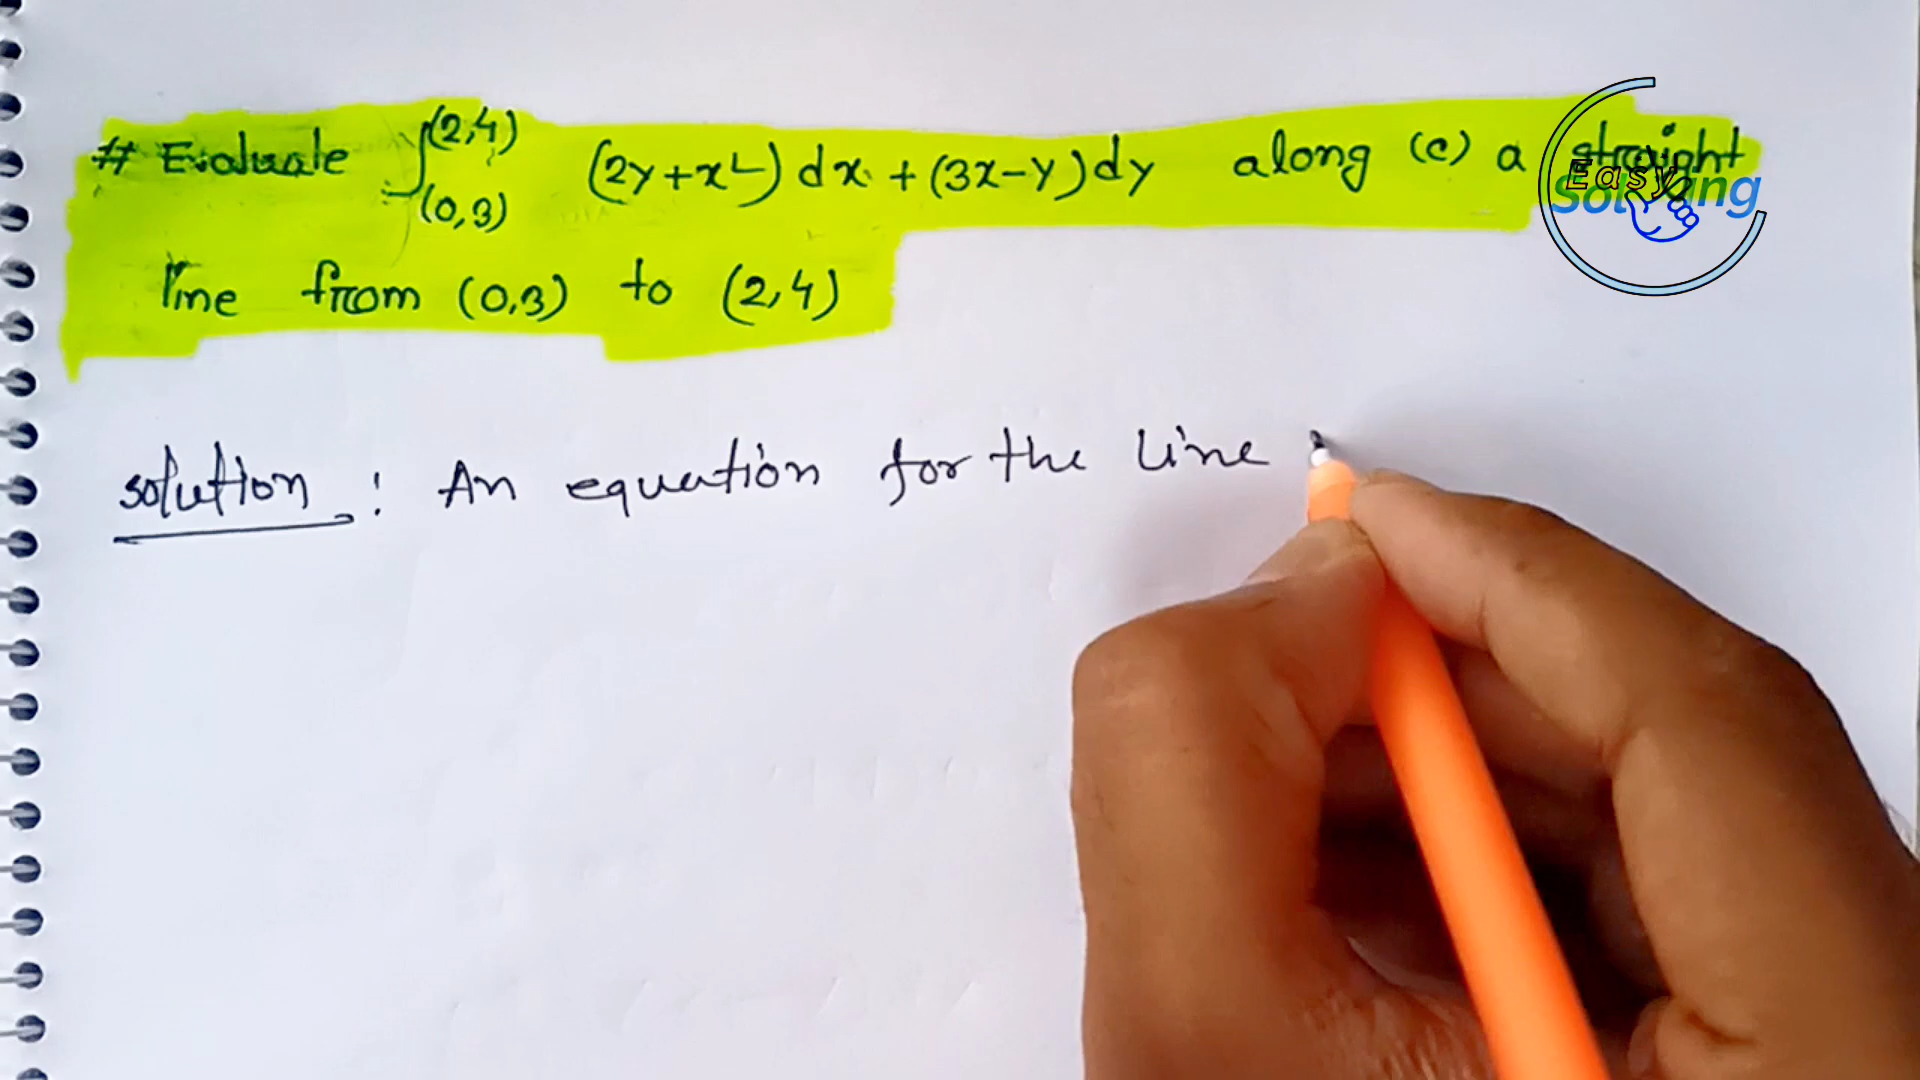 # Evaluate ∫(0,3)^(2,4) (2y+x²) dx + (3x-y)dy along (c) a straight
line from (0,3) to (2,4)
Easy
Solving
solution : An equation for the line